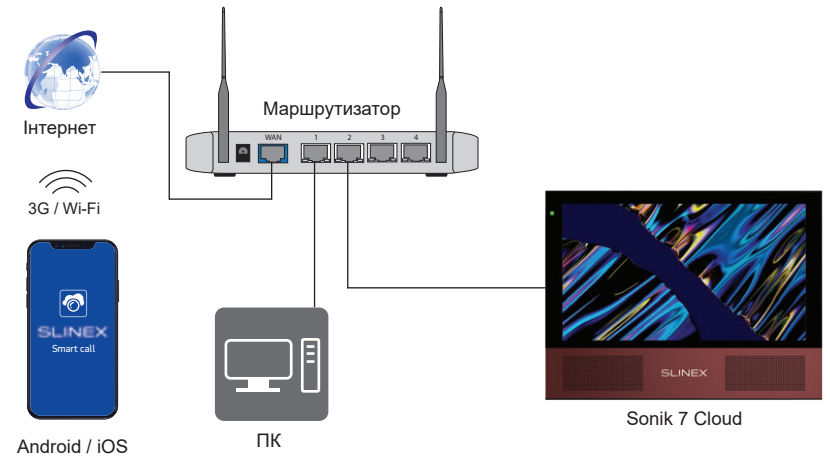 Інтернет
Маршрутизатор
WAN
1
2
3
4
3G / Wi-Fi
SLINEX
Smart call
Android / iOS
ПК
SLINEX
Sonik 7 Cloud